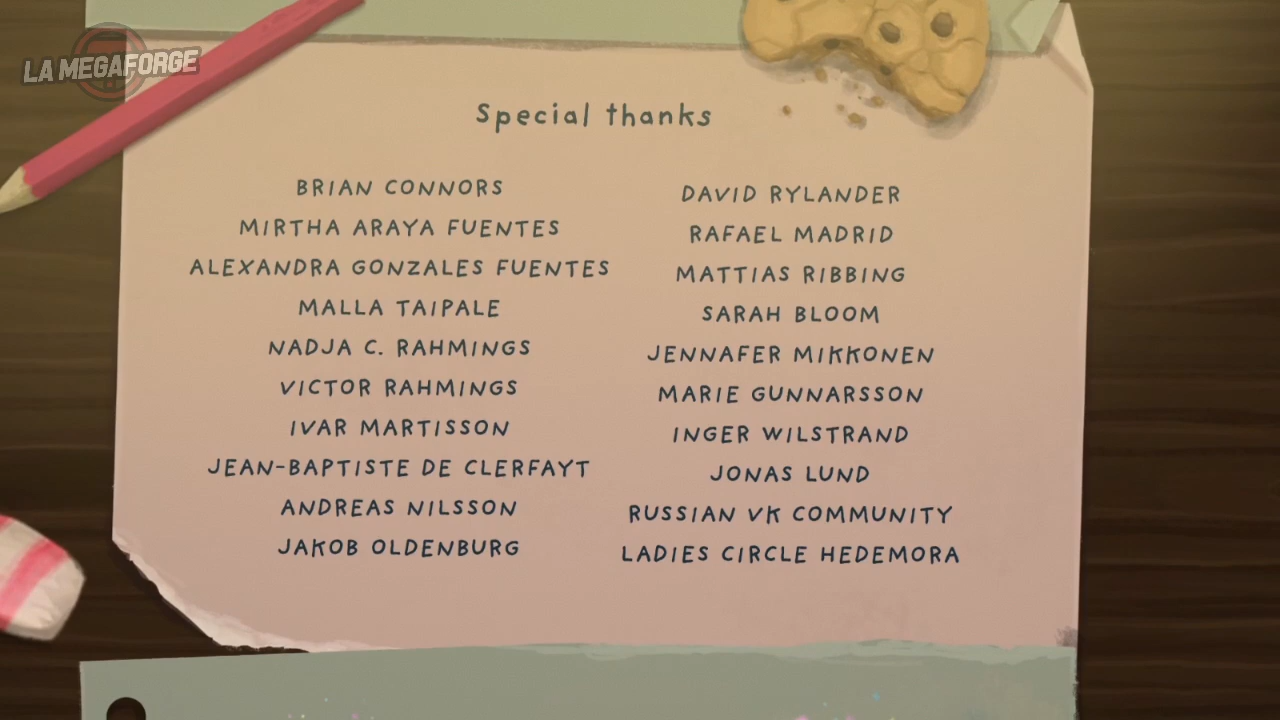 LA MEGAFORGE
Special thanks
BRIAN CONNORS
MIRTHA ARAYA FUENTES
ALEXANDRA GONZALES FUENTES
MALLA TAIPALE
NADJA C. RAHMINGS
VICTOR RAHMINGS
IVAR MARTISSON
JEAN-BAPTISTE DE CLERFAYT
ANDREAS NILSSON
JAKOB OLDENBURG
DAVID RYLANDER
RAFAEL MADRID
MATTIAS RIBBING
SARAH BLOOM
JENNAFER MIKKONEN
MARIE GUNNARSSON
INGER WILSTRAND
JONAS LUND
RUSSIAN VK COMMUNITY
LADIES CIRCLE HEDEMORA